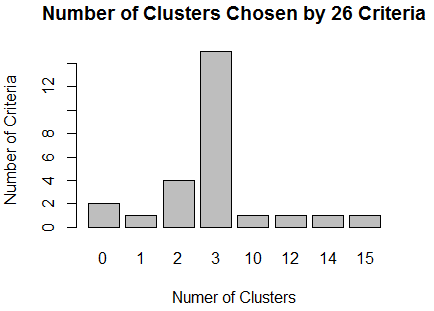 Number of Clusters Chosen by 26 Criteria
Number of Criteria
12
8
6
4
2
0
0 1 2 3 10 12 14 15
Numer of Clusters